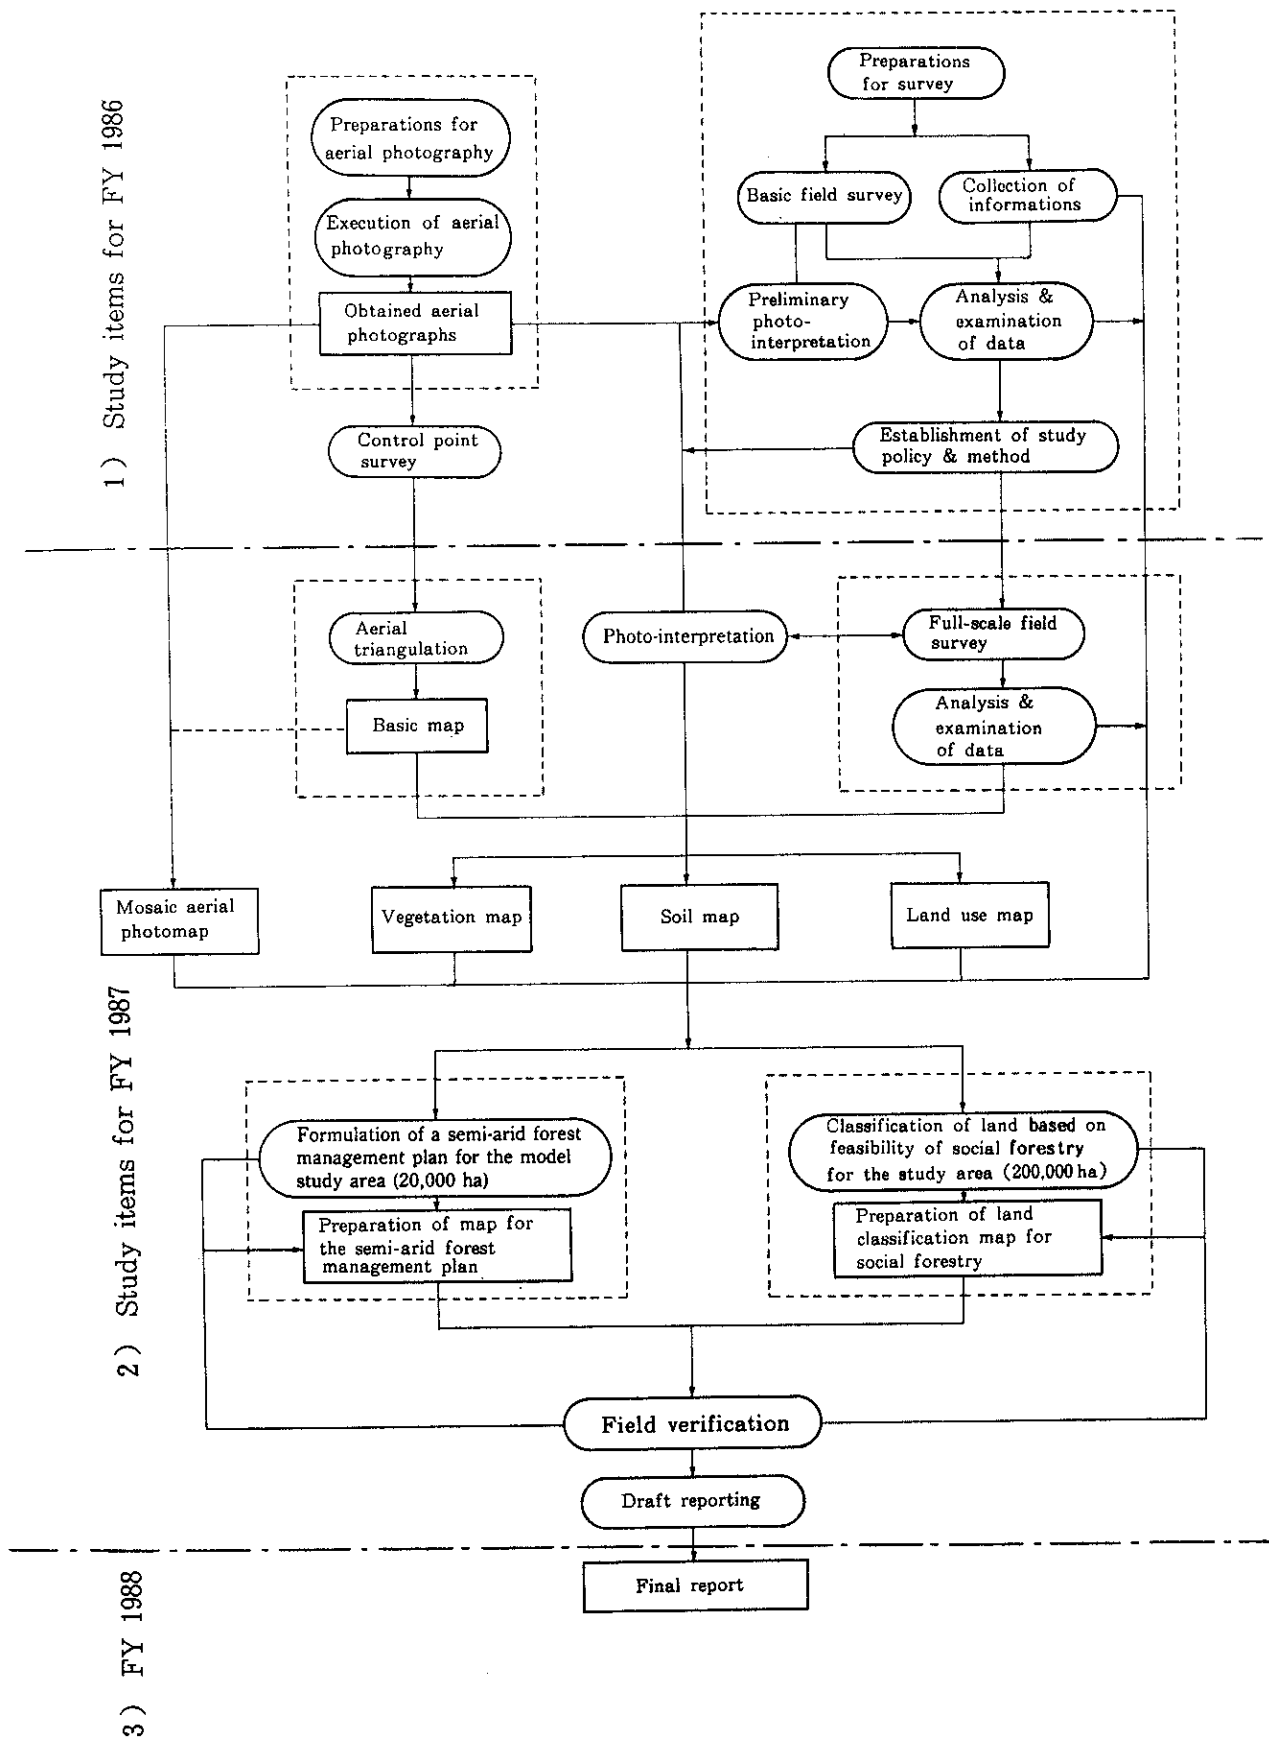 1) Study items for FY 1986
Preparations for
aerial photography
Execution of aerial
photography
Obtained aerial
photographs
Control point
survey
Preparations
for survey
Basic field survey
Collection of
informations
Preliminary
photo-
interpretation
Analysis &
examination
of data
Establishment of study
policy & method
2) Study items for FY 1987
Aerial
triangulation
Basic map
Photo-interpretation
Full-scale field
survey
Analysis &
examination
of data
Mosaic aerial
photomap
Vegetation map
Soil map
Land use map
Formulation of a semi-arid forest
management plan for the model
study area (20,000 ha)
Preparation of map for
the semi-arid forest
management plan
Classification of land based on
feasibility of social forestry
for the study area (200,000 ha)
Preparation of land
classification map for
social forestry
Field verification
Draft reporting
3) FY 1988
Final report